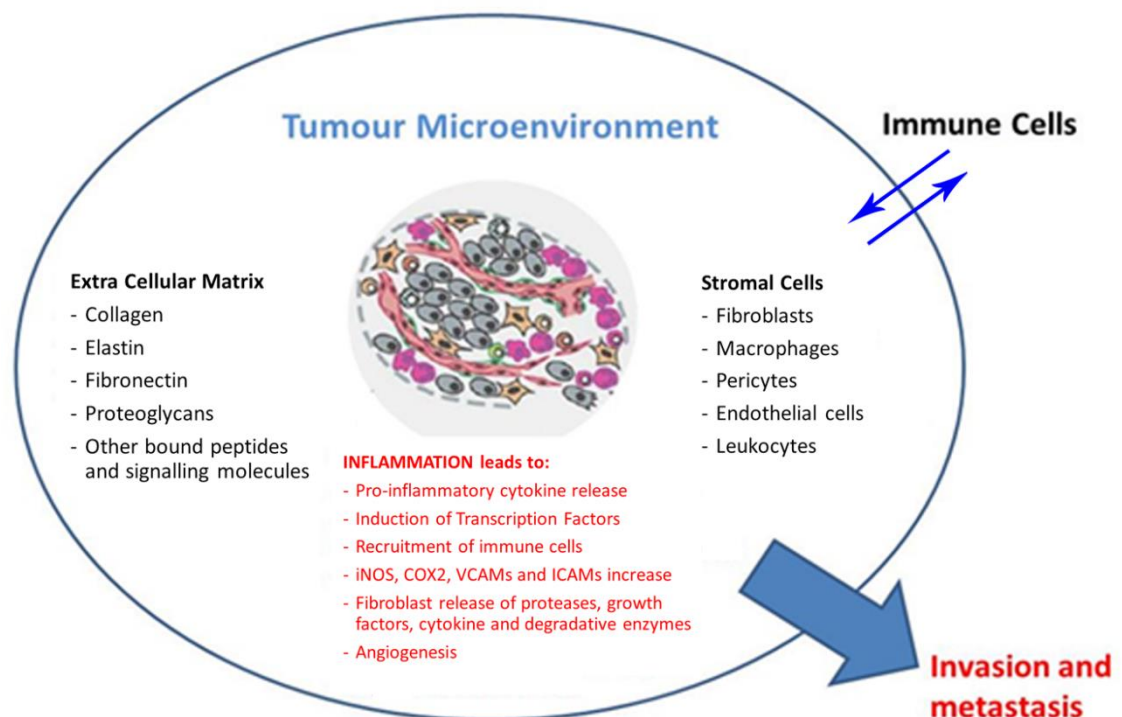 Tumour Microenvironment
Immune Cells
Extra Cellular Matrix
- Collagen
- Elastin
- Fibronectin
- Proteoglycans
- Other bound peptides
and signalling molecules
Stromal Cells
- Fibroblasts
- Macrophages
- Pericytes
- Endothelial cells
- Leukocytes
INFLAMMATION leads to:
- Pro-inflammatory cytokine release
- Induction of Transcription Factors
- Recruitment of immune cells
- iNOS, COX2, VCAMs and ICAMs increase
- Fibroblast release of proteases, growth
factors, cytokine and degradative enzymes
- Angiogenesis
Invasion and
metastasis